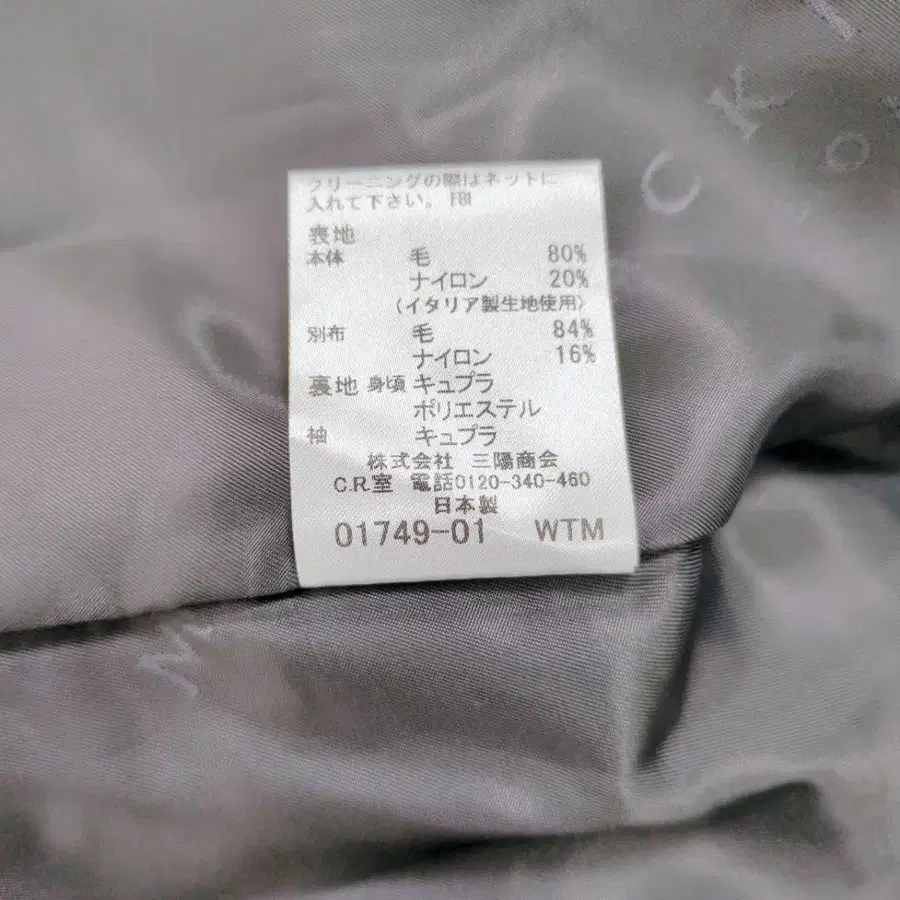 クリーニングの際はネットに
入れて下さい。 FBI
表地
本体 毛 80%
ナイロン 20%
(イタリア製生地使用)
別布 毛 84%
ナイロン 16%
裏地 身頃 キュプラ
ポリエステル
袖 キュプラ
株式会社 三陽商会
C.R.室 電話0120-340-460
日本製
01749-01 WTM
C K
M